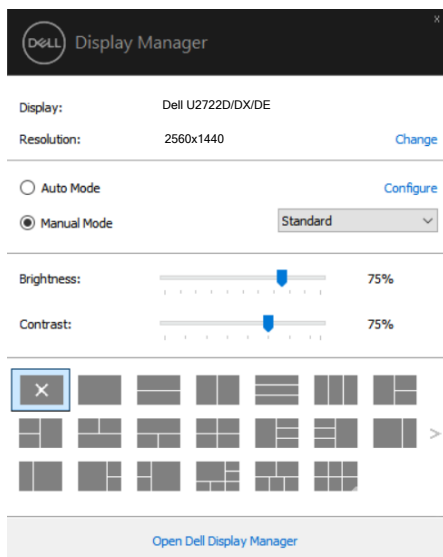 x
DELL Display Manager
Display: Dell U2722D/DX/DE
Resolution: 2560x1440 Change
Auto Mode Configure
Manual Mode Standard
Brightness: 75%
Contrast: 75%
Open Dell Display Manager